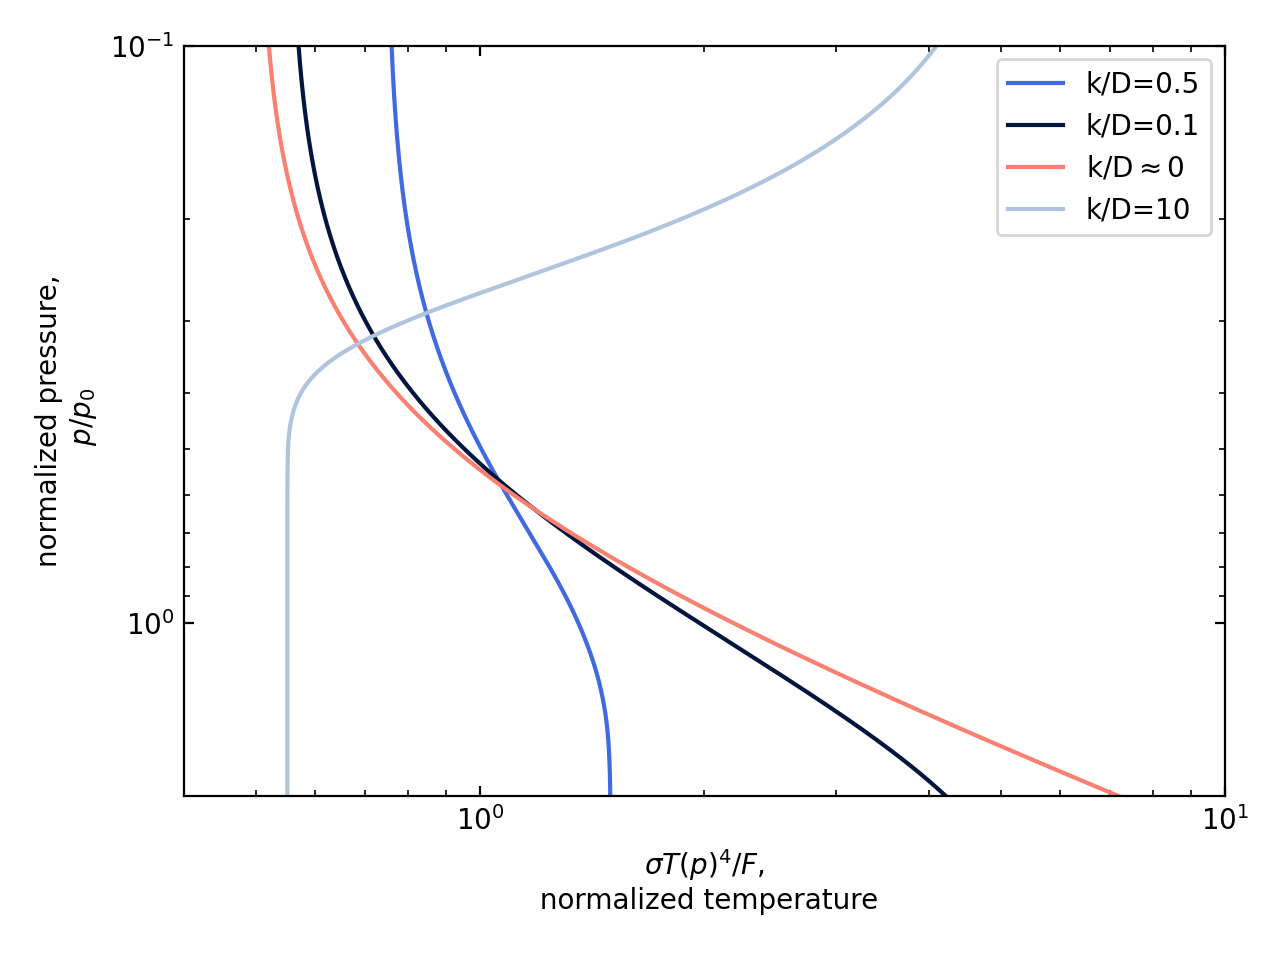 10⁻¹
10⁰
normalized pressure,
p/p₀
k/D=0.5
k/D=0.1
k/D≈0
k/D=10
10⁰
10¹
σT(p)⁴/F,
normalized temperature